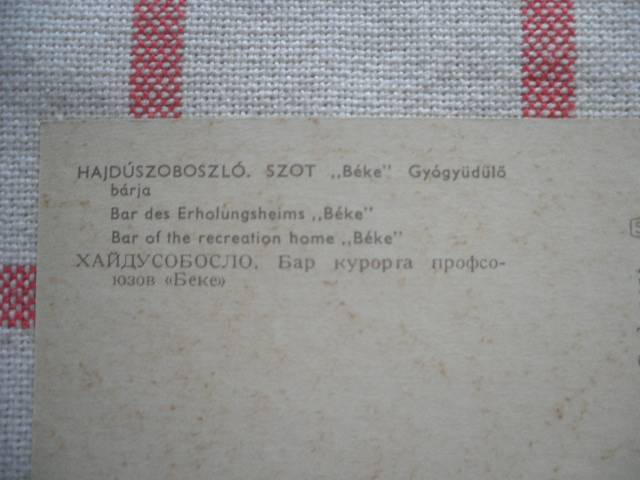 HAJDÚSZOBOSZLÓ. SZOT „Béke” Gyógyüdülő
bárja
Bar des Erholungsheims „Béke”
Bar of the recreation home „Béke”
ХАЙДУСОБОСЛО. Бар курорта профсо-
юзов «Беке»